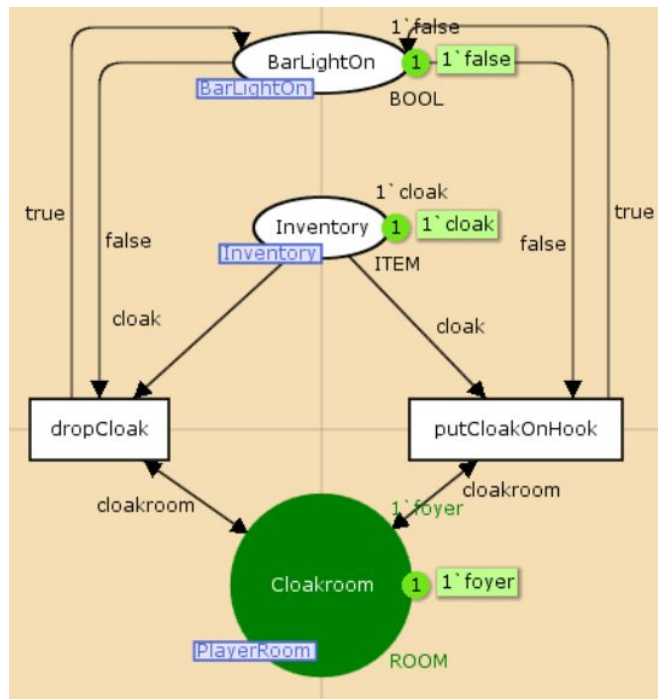 1`false
BarLightOn
1
1`false
BarLightOn
BOOL
true
false
1`cloak
Inventory
1
1`cloak
Inventory
ITEM
false
true
cloak
cloak
dropCloak
putCloakOnHook
cloakroom
cloakroom
1`foyer
Cloakroom
1
1`foyer
PlayerRoom
ROOM